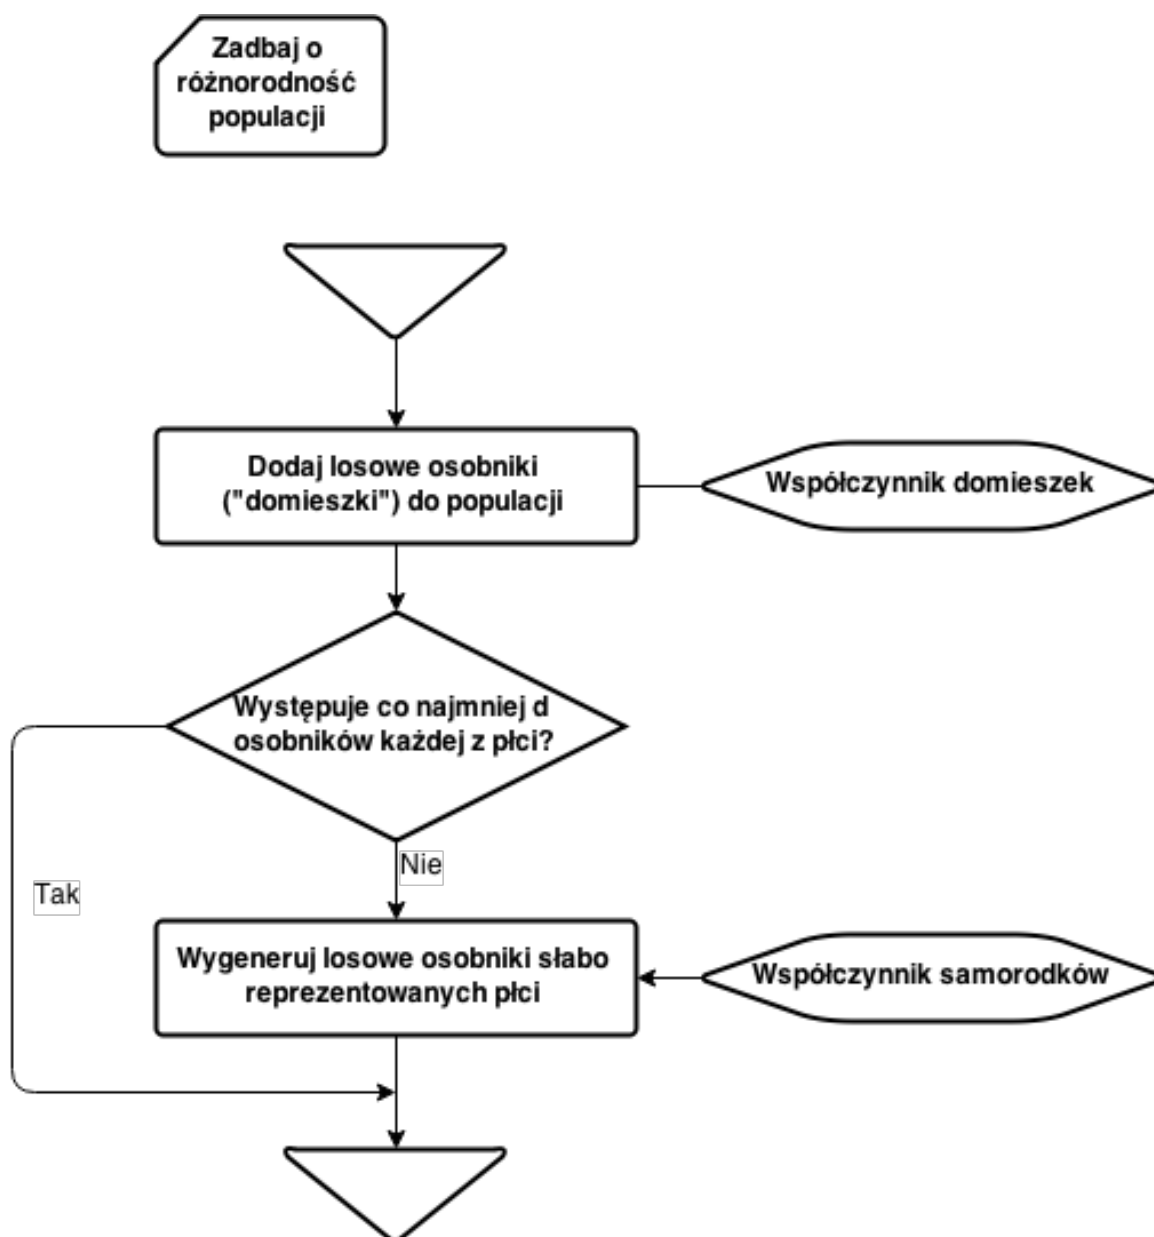 Zadbaj o
różnorodność
populacji
Dodaj losowe osobniki
("domieszki") do populacji
Współczynnik domieszek
Występuje co najmniej d
osobników każdej z płci?
Nie
Tak
Wygeneruj losowe osobniki słabo
reprezentowanych płci
Współczynnik samorodków